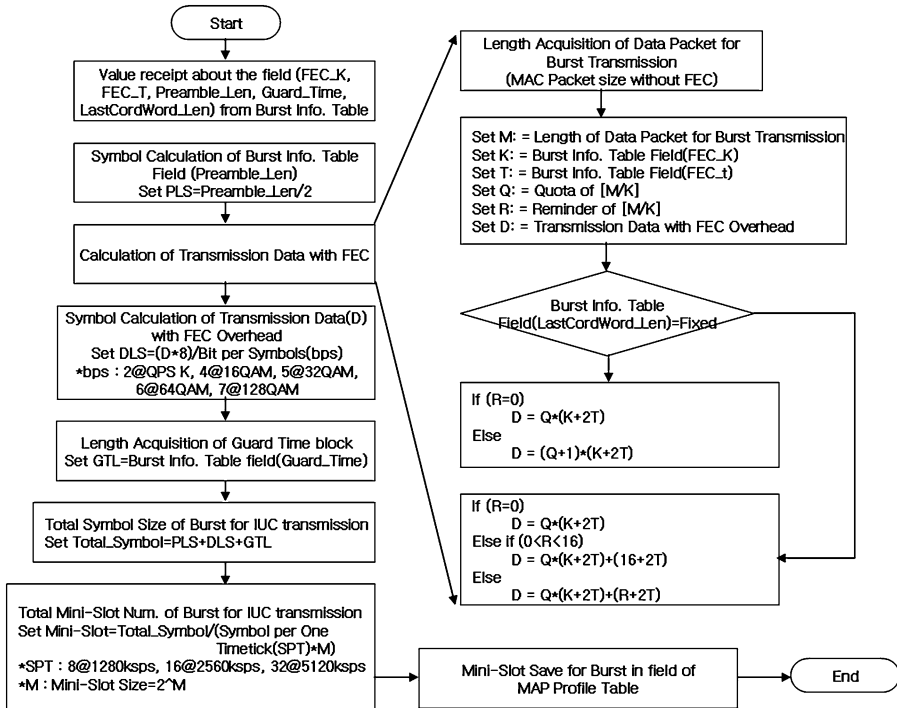 Start
Value receipt about the field (FEC_K,
FEC_T, Preamble_Len, Guard_Time,
LastCordWord_Len) from Burst Info. Table
Symbol Calculation of Burst Info. Table
Field (Preamble_Len)
Set PLS=Preamble_Len/2
Calculation of Transmission Data with FEC
Symbol Calculation of Transmission Data(D)
with FEC Overhead
Set DLS=(D*8)/Bit per Symbols(bps)
*bps : 2@QPS K, 4@16QAM, 5@32QAM,
6@64QAM, 7@128QAM
Length Acquisition of Guard Time block
Set GTL=Burst Info. Table field(Guard_Time)
Total Symbol Size of Burst for IUC transmission
Set Total_Symbol=PLS+DLS+GTL
Total Mini-Slot Num. of Burst for IUC transmission
Set Mini-Slot=Total_Symbol/(Symbol per One
Timetick(SPT)*M)
*SPT : 8@1280ksps, 16@2560ksps, 32@5120ksps
*M : Mini-Slot Size=2^M
Length Acquisition of Data Packet for
Burst Transmission
(MAC Packet size without FEC)
Set M: = Length of Data Packet for Burst Transmission
Set K: = Burst Info. Table Field(FEC_K)
Set T: = Burst Info. Table Field(FEC_t)
Set Q: = Quota of [M/K]
Set R: = Reminder of [M/K]
Set D: = Transmission Data with FEC Overhead
Burst Info. Table
Field(LastCordWord_Len)=Fixed
If (R=0)
D = Q*(K+2T)
Else
D = (Q+1)*(K+2T)
If (R=0)
D = Q*(K+2T)
Else if (0<R<16)
D = Q*(K+2T)+(16+2T)
Else
D = Q*(K+2T)+(R+2T)
Mini-Slot Save for Burst in field of
MAP Profile Table
End